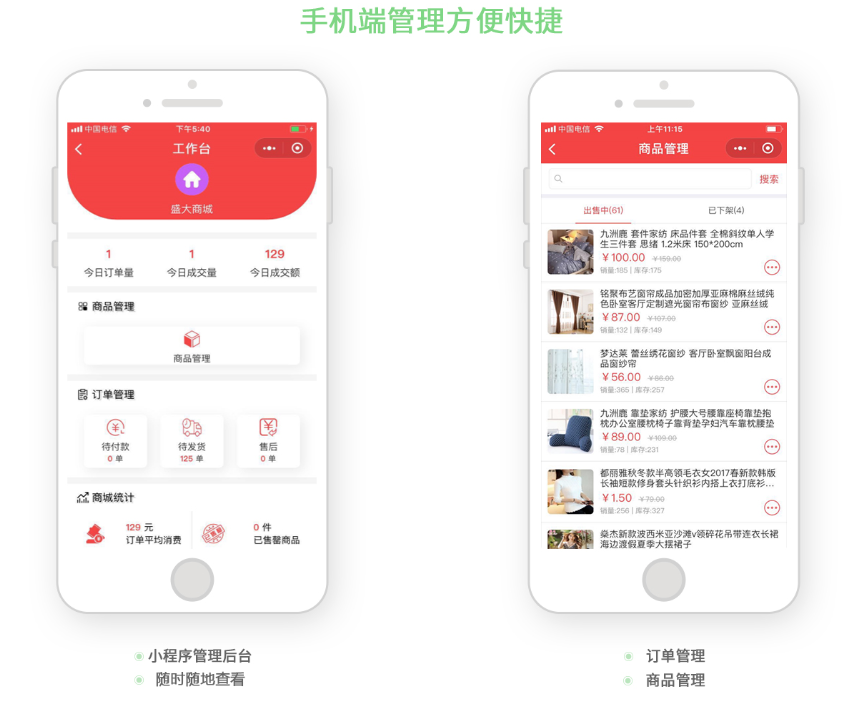 手机端管理方便快捷
中国电信 下午5:40
工作台
盛大商城
1 1 129
今日订单量 今日成交量 今日成交额
商品管理
商品管理
订单管理
待付款 待发货 售后
0 单 125 单 0 单
商城统计
129 元 0 件
订单平均消费 已售罄商品
小程序管理后台
随时随地查看
中国电信 上午11:15
商品管理
搜索
出售中(61) 已下架(4)
九洲鹿 套件家纺 床品件套 全棉斜纹单人学
生三件套 思绪 1.2米床 150*200cm
￥100.00 ￥158.00
销量:165 | 库存:175
铭聚布艺窗帘成品加密加厚亚麻棉麻丝绒纯
色卧室客厅定制遮光窗帘布窗纱 亚麻丝绒
￥87.00 ￥107.00
销量:132 | 库存:149
梦达莱 蕾丝绣花窗纱 客厅卧室飘窗阳台成
品窗纱帘
￥56.00 ￥88.00
销量:365 | 库存:257
九洲鹿 靠垫家纺 护腰大号腰靠座椅靠垫抱
枕办公室腰枕椅子靠背垫孕妇汽车靠枕腰垫
￥89.00 ￥109.00
销量:78 | 库存:231
都丽雅秋冬款半高领毛衣女2017春新款韩版
长袖短款修身套头针织衫内搭上衣打底衫...
￥1.50 ￥79.00
销量:256 | 库存:327
燊杰新款波西米亚沙滩v领碎花吊带连衣长裙
海边渡假夏季大摆裙子
订单管理
商品管理